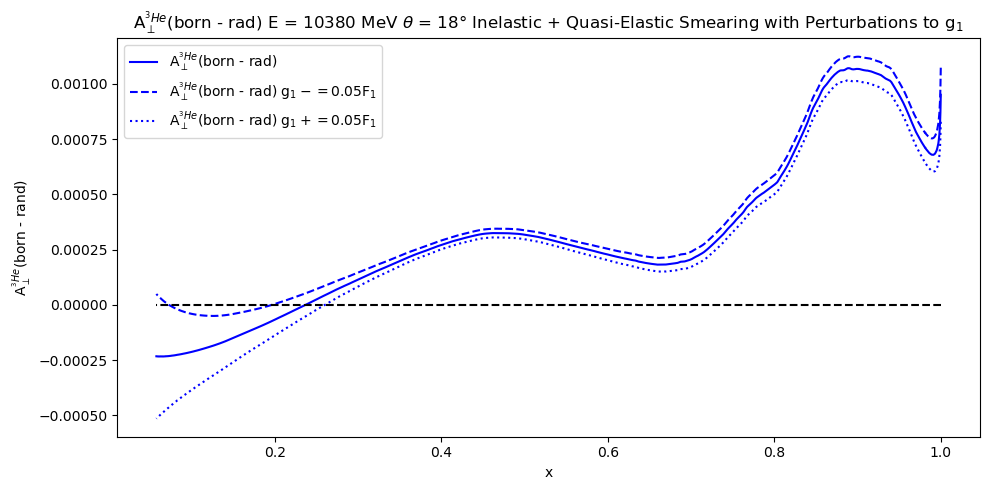 A⊥^³He(born - rad) E = 10380 MeV θ = 18° Inelastic + Quasi-Elastic Smearing with Perturbations to g₁
A⊥^³He(born - rad)
A⊥^³He(born - rad) g₁ − = 0.05F₁
A⊥^³He(born - rad) g₁ + = 0.05F₁
A⊥^³He(born - rand)
0.00100
0.00075
0.00050
0.00025
0.00000
−0.00025
−0.00050
0.2 0.4 0.6 0.8 1.0
x